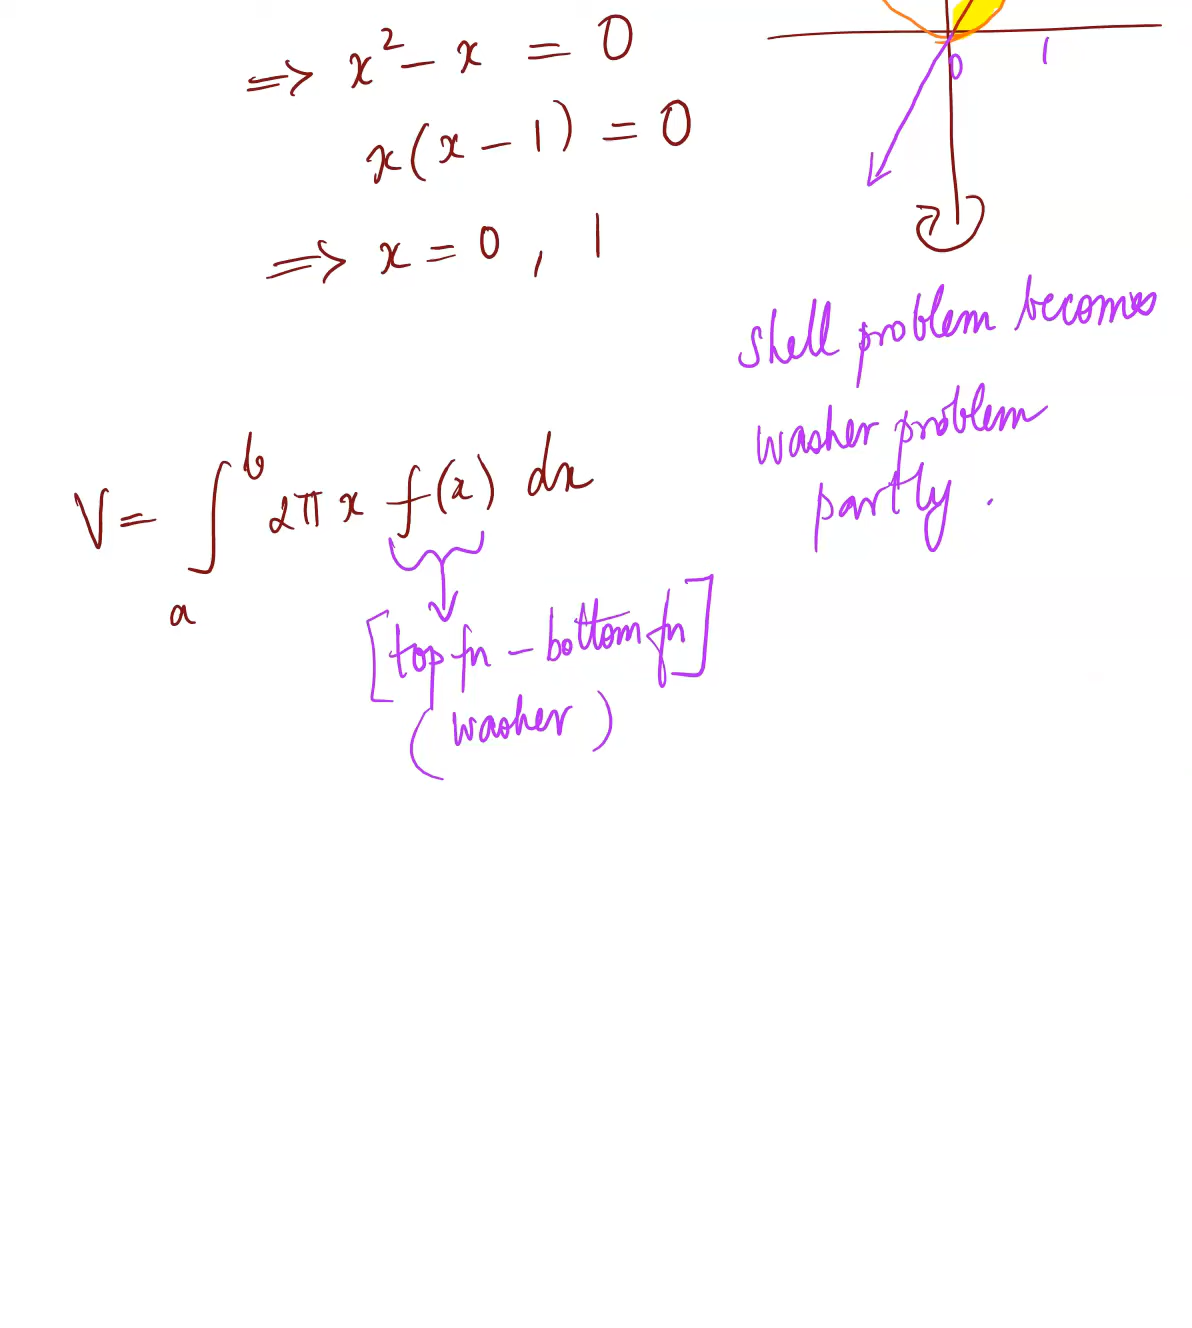 ⇒ x² - x = 0
x(x - 1) = 0
⇒ x = 0 , 1
0 1
shell problem becomes
washer problem
partly .
V = ∫ₐᵇ 2π x f(x) dx
[top fn - bottom fn]
(washer)